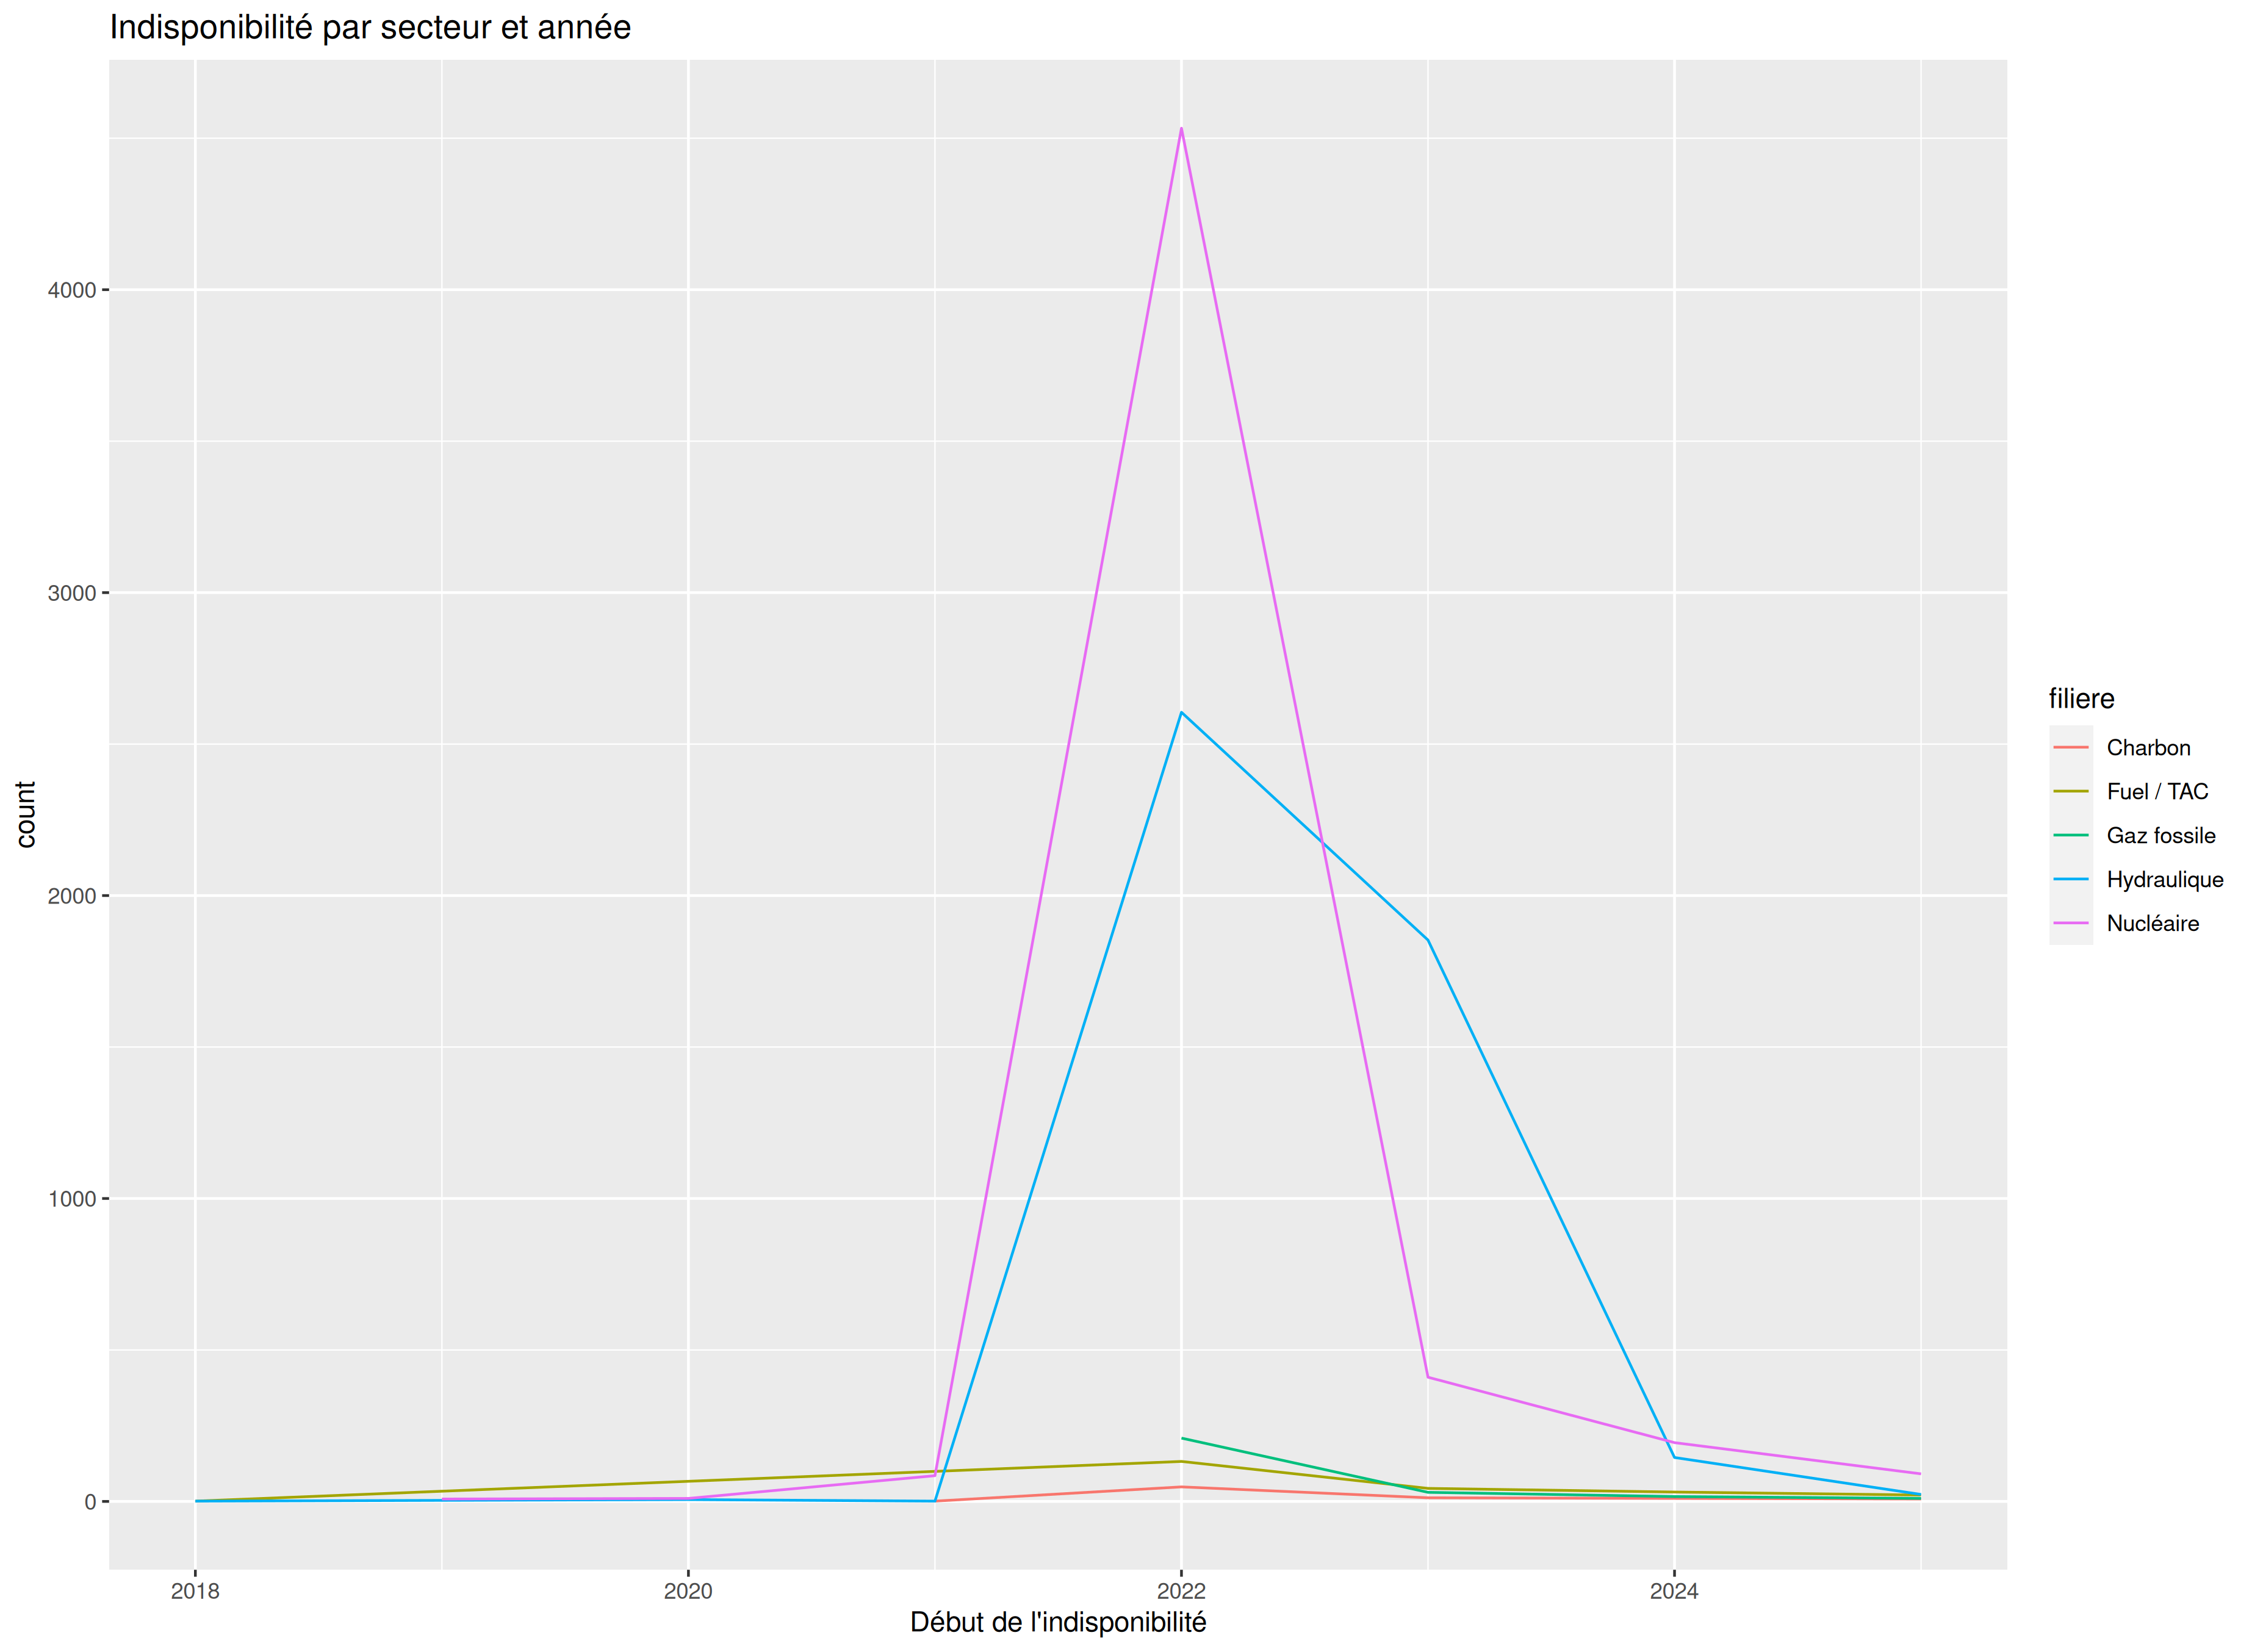 Indisponibilité par secteur et année
4000
3000
2000
1000
0
count
2018
2020
2022
2024
Début de l'indisponibilité
filiere
Charbon
Fuel / TAC
Gaz fossile
Hydraulique
Nucléaire